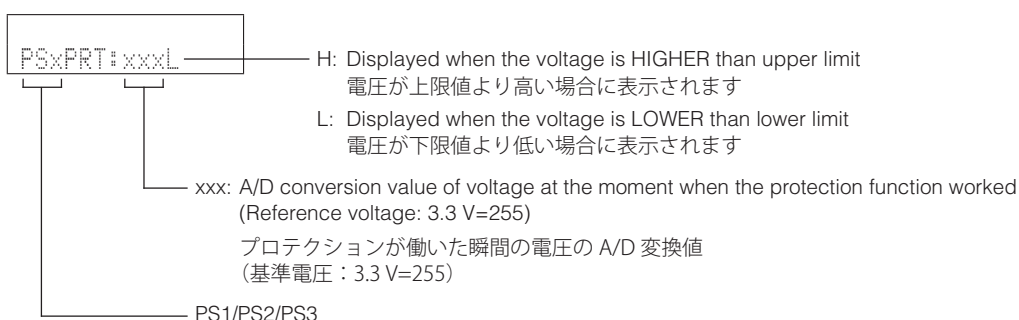 PSxPRT:xxxL
H: Displayed when the voltage is HIGHER than upper limit
電圧が上限値より高い場合に表示されます
L: Displayed when the voltage is LOWER than lower limit
電圧が下限値より低い場合に表示されます
xxx: A/D conversion value of voltage at the moment when the protection function worked
(Reference voltage: 3.3 V=255)
プロテクションが働いた瞬間の電圧の A/D 変換値
（基準電圧：3.3 V=255）
PS1/PS2/PS3